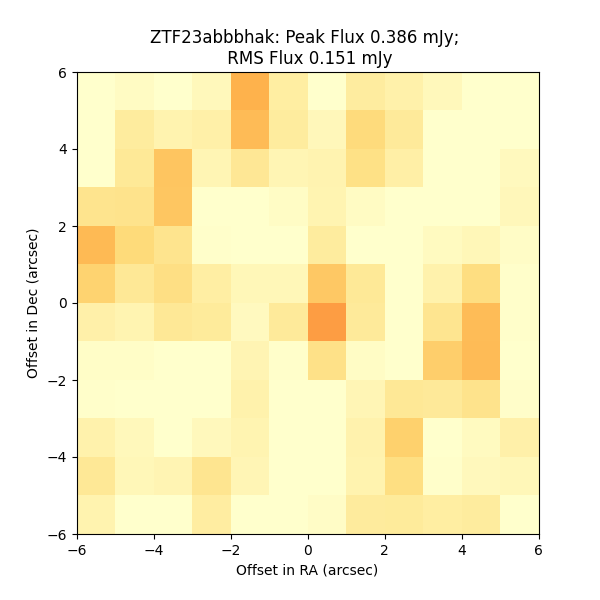 ZTF23abbbhak: Peak Flux 0.386 mJy;
RMS Flux 0.151 mJy
6
4
2
0
−2
−4
−6
Offset in Dec (arcsec)
−6 −4 −2 0 2 4 6
Offset in RA (arcsec)